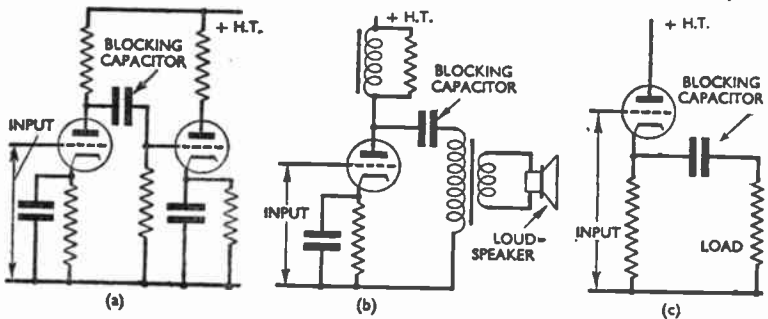 + H.T.
BLOCKING
CAPACITOR
INPUT
(a)
+ H.T.
BLOCKING
CAPACITOR
INPUT
LOUD-
SPEAKER
(b)
+ H.T.
BLOCKING
CAPACITOR
INPUT
LOAD
(c)